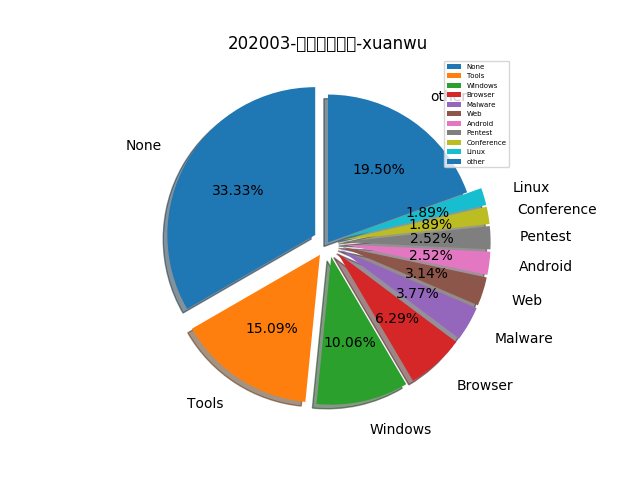 202003-xuanwu
None
Tools
Windows
Browser
Malware
Web
Android
Pentest
Conference
Linux
other
other
None
33.33%
19.50%
Linux
1.89%
Conference
1.89%
Pentest
2.52%
Android
2.52%
Web
3.14%
Malware
3.77%
Browser
6.29%
Windows
10.06%
Tools
15.09%